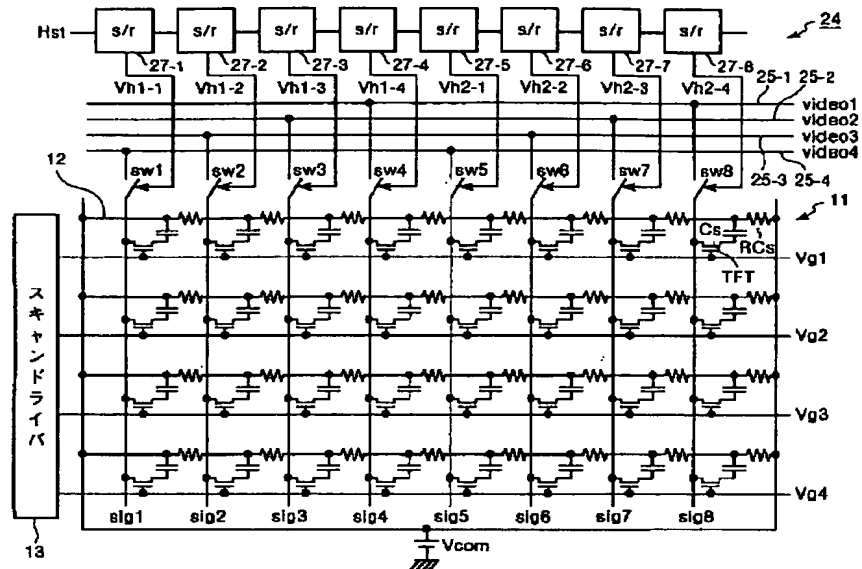 Hst s/r s/r s/r s/r s/r s/r s/r s/r 24
27-1 27-2 27-3 27-4 27-5 27-6 27-7 27-8
Vh1-1 Vh1-2 Vh1-3 Vh1-4 Vh2-1 Vh2-2 Vh2-3 Vh2-4 25-1 25-2
video1
video2
video3
video4
sw1 sw2 sw3 sw4 sw5 sw6 sw7 sw8 25-3 25-4
12 11
Cs RCs
TFT Vg1
Vg2
Vg3
Vg4
スキャンドライバ
sig1 sig2 sig3 sig4 sig5 sig6 sig7 sig8
13 Vcom